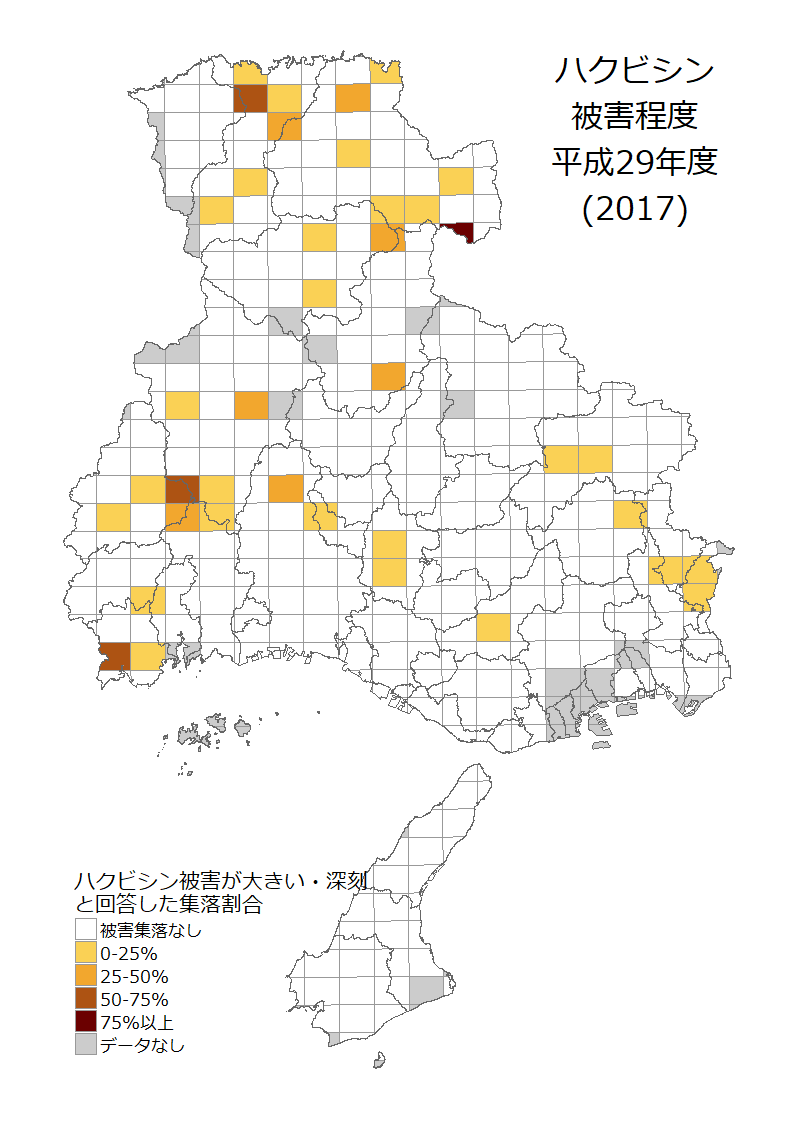 ハクビシン
被害程度
平成29年度
(2017)
ハクビシン被害が大きい・深刻
と回答した集落割合
被害集落なし
0-25%
25-50%
50-75%
75%以上
データなし